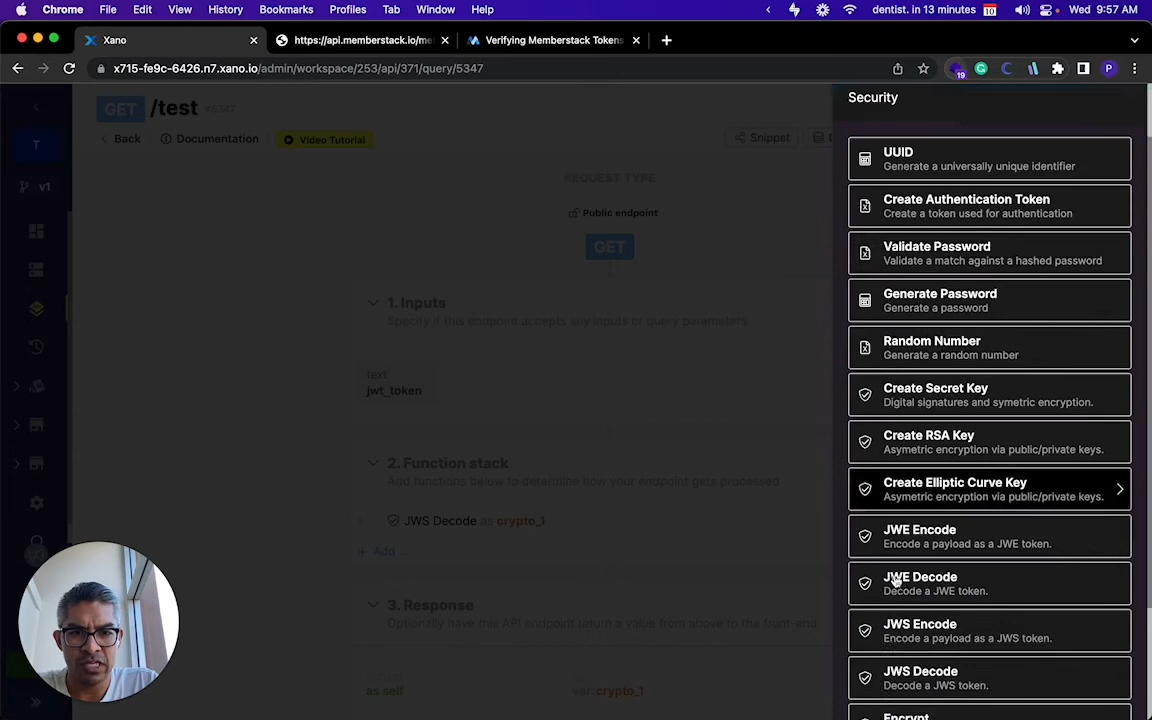 Chrome File Edit View History Bookmarks Profiles Tab Window Help
dentist. in 13 minutes 10 Wed 9:57 AM
Xano
https://api.memberstack.io/me
Verifying Memberstack Tokens
x715-fe9c-6426.n7.xano.io/admin/workspace/253/api/371/query/5347
19
P
GET /test #5347
Back Documentation Video Tutorial
Snippet
T
v1
REQUEST TYPE
Public endpoint
GET
1. Inputs
Specify if this endpoint accepts any inputs or query parameters
text
jwt_token
2. Function stack
Add functions below to determine how your endpoint gets processed
JWS Decode as crypto_1
+ Add ...
3. Response
Optionally have this API endpoint return a value from above to the front-end
as self
var: crypto_1
Security
UUID
Generate a universally unique identifier
Create Authentication Token
Create a token used for authentication
Validate Password
Validate a match against a hashed password
Generate Password
Generate a password
Random Number
Generate a random number
Create Secret Key
Digital signatures and symetric encryption.
Create RSA Key
Asymetric encryption via public/private keys.
Create Elliptic Curve Key
Asymetric encryption via public/private keys.
JWE Encode
Encode a payload as a JWE token.
JWE Decode
Decode a JWE token.
JWS Encode
Encode a payload as a JWS token.
JWS Decode
Decode a JWS token.
Encrypt